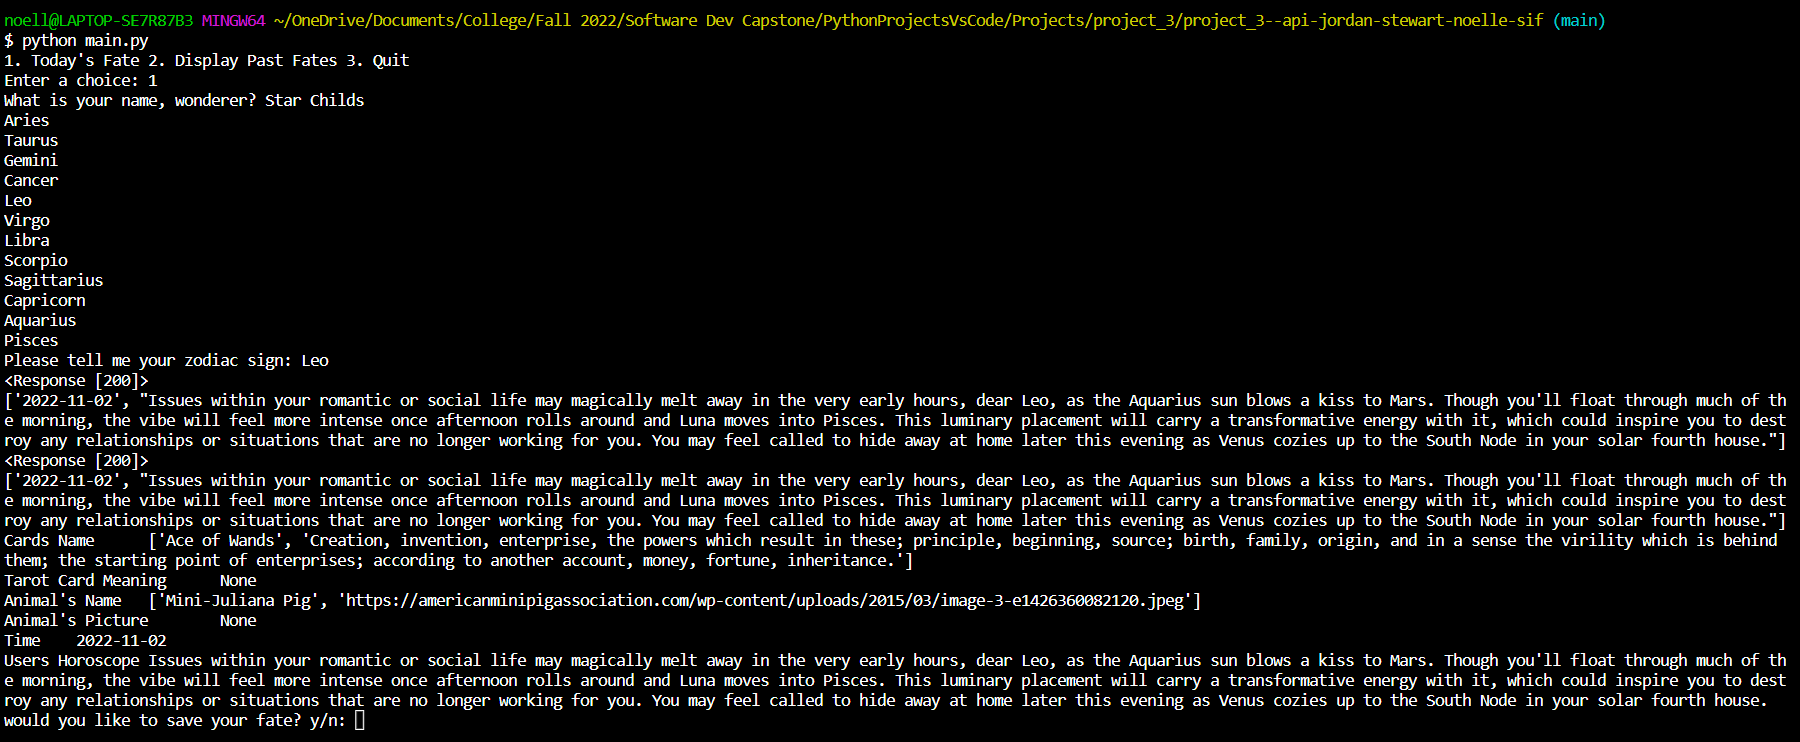 noell@LAPTOP-SE7R87B3 MINGW64 ~/OneDrive/Documents/College/Fall 2022/Software Dev Capstone/PythonProjectsVsCode/Projects/project_3/project_3--api-jordan-stewart-noelle-sif (main)
$ python main.py
1. Today's Fate 2. Display Past Fates 3. Quit
Enter a choice: 1
What is your name, wonderer? Star Childs
Aries
Taurus
Gemini
Cancer
Leo
Virgo
Libra
Scorpio
Sagittarius
Capricorn
Aquarius
Pisces
Please tell me your zodiac sign: Leo
<Response [200]>
['2022-11-02', "Issues within your romantic or social life may magically melt away in the very early hours, dear Leo, as the Aquarius sun blows a kiss to Mars. Though you'll float through much of th
e morning, the vibe will feel more intense once afternoon rolls around and Luna moves into Pisces. This luminary placement will carry a transformative energy with it, which could inspire you to dest
roy any relationships or situations that are no longer working for you. You may feel called to hide away at home later this evening as Venus cozies up to the South Node in your solar fourth house."]
<Response [200]>
['2022-11-02', "Issues within your romantic or social life may magically melt away in the very early hours, dear Leo, as the Aquarius sun blows a kiss to Mars. Though you'll float through much of th
e morning, the vibe will feel more intense once afternoon rolls around and Luna moves into Pisces. This luminary placement will carry a transformative energy with it, which could inspire you to dest
roy any relationships or situations that are no longer working for you. You may feel called to hide away at home later this evening as Venus cozies up to the South Node in your solar fourth house."]
Cards Name      ['Ace of Wands', 'Creation, invention, enterprise, the powers which result in these; principle, beginning, source; birth, family, origin, and in a sense the virility which is behind
them; the starting point of enterprises; according to another account, money, fortune, inheritance.']
Tarot Card Meaning      None
Animal's Name   ['Mini-Juliana Pig', 'https://americanminipigassociation.com/wp-content/uploads/2015/03/image-3-e1426360082120.jpeg']
Animal's Picture        None
Time    2022-11-02
Users Horoscope Issues within your romantic or social life may magically melt away in the very early hours, dear Leo, as the Aquarius sun blows a kiss to Mars. Though you'll float through much of th
e morning, the vibe will feel more intense once afternoon rolls around and Luna moves into Pisces. This luminary placement will carry a transformative energy with it, which could inspire you to dest
roy any relationships or situations that are no longer working for you. You may feel called to hide away at home later this evening as Venus cozies up to the South Node in your solar fourth house.
would you like to save your fate? y/n: